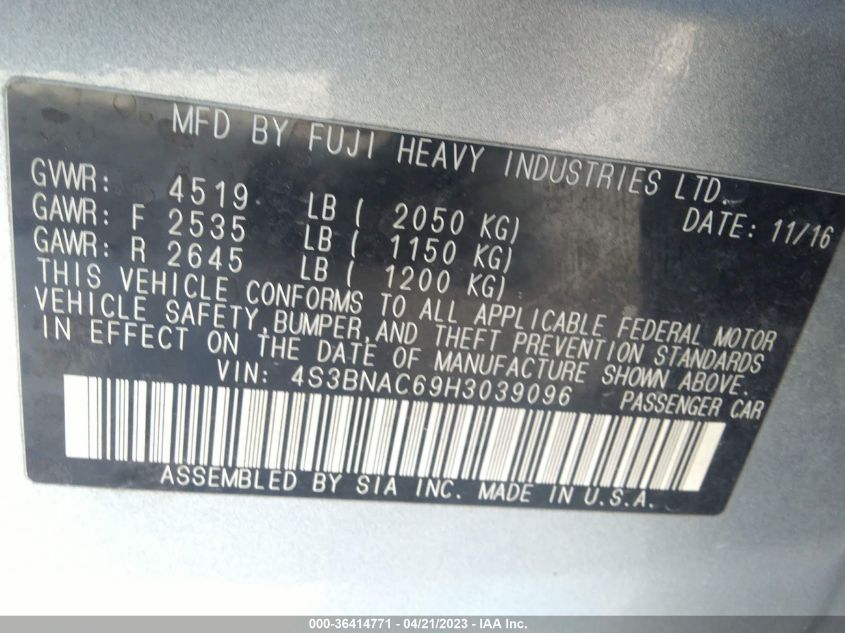 MFD BY FUJI HEAVY INDUSTRIES LTD.
GVWR: 4519 LB ( 2050 KG) DATE: 11/16
GAWR: F 2535 LB ( 1150 KG)
GAWR: R 2645 LB ( 1200 KG)
THIS VEHICLE CONFORMS TO ALL APPLICABLE FEDERAL MOTOR
VEHICLE SAFETY, BUMPER, AND THEFT PREVENTION STANDARDS
IN EFFECT ON THE DATE OF MANUFACTURE SHOWN ABOVE.
VIN: 4S3BNAC69H3039096 PASSENGER CAR
ASSEMBLED BY SIA INC. MADE IN U.S.A.
000-36414771 - 04/21/2023 - IAA Inc.